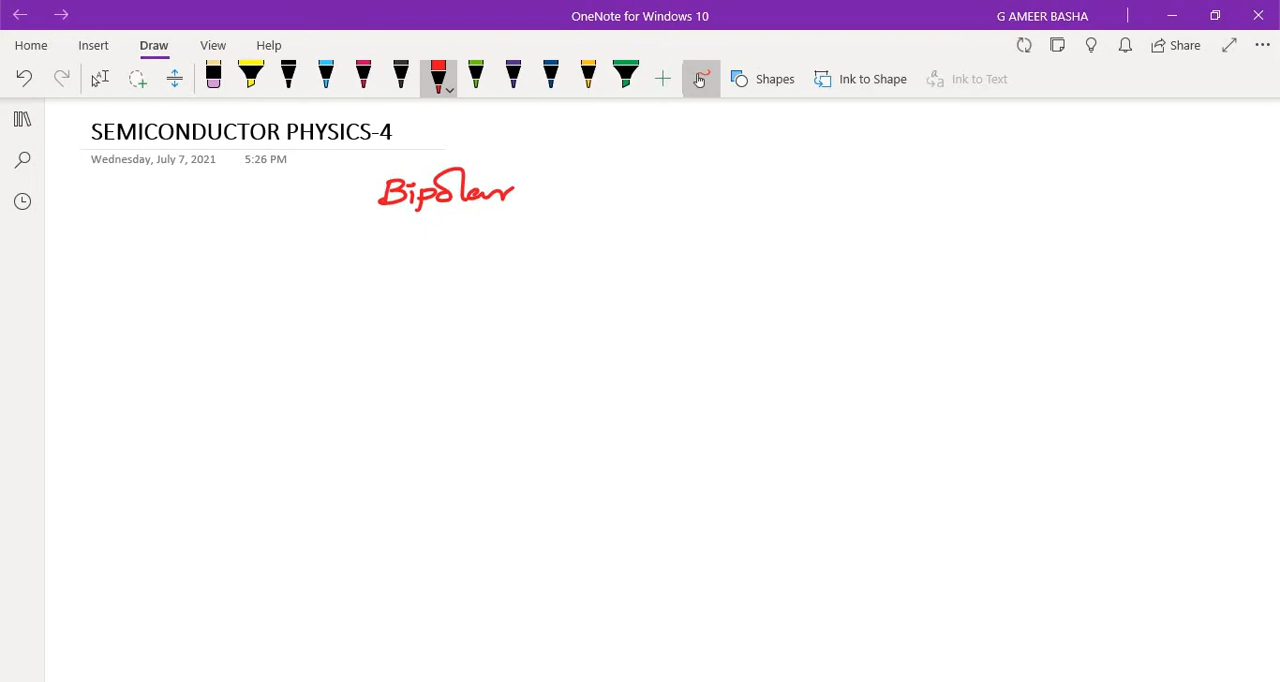 OneNote for Windows 10
G AMEER BASHA
Home Insert Draw View Help
Share
Shapes
Ink to Shape
Ink to Text
SEMICONDUCTOR PHYSICS-4
Wednesday, July 7, 2021 5:26 PM
Bipolar